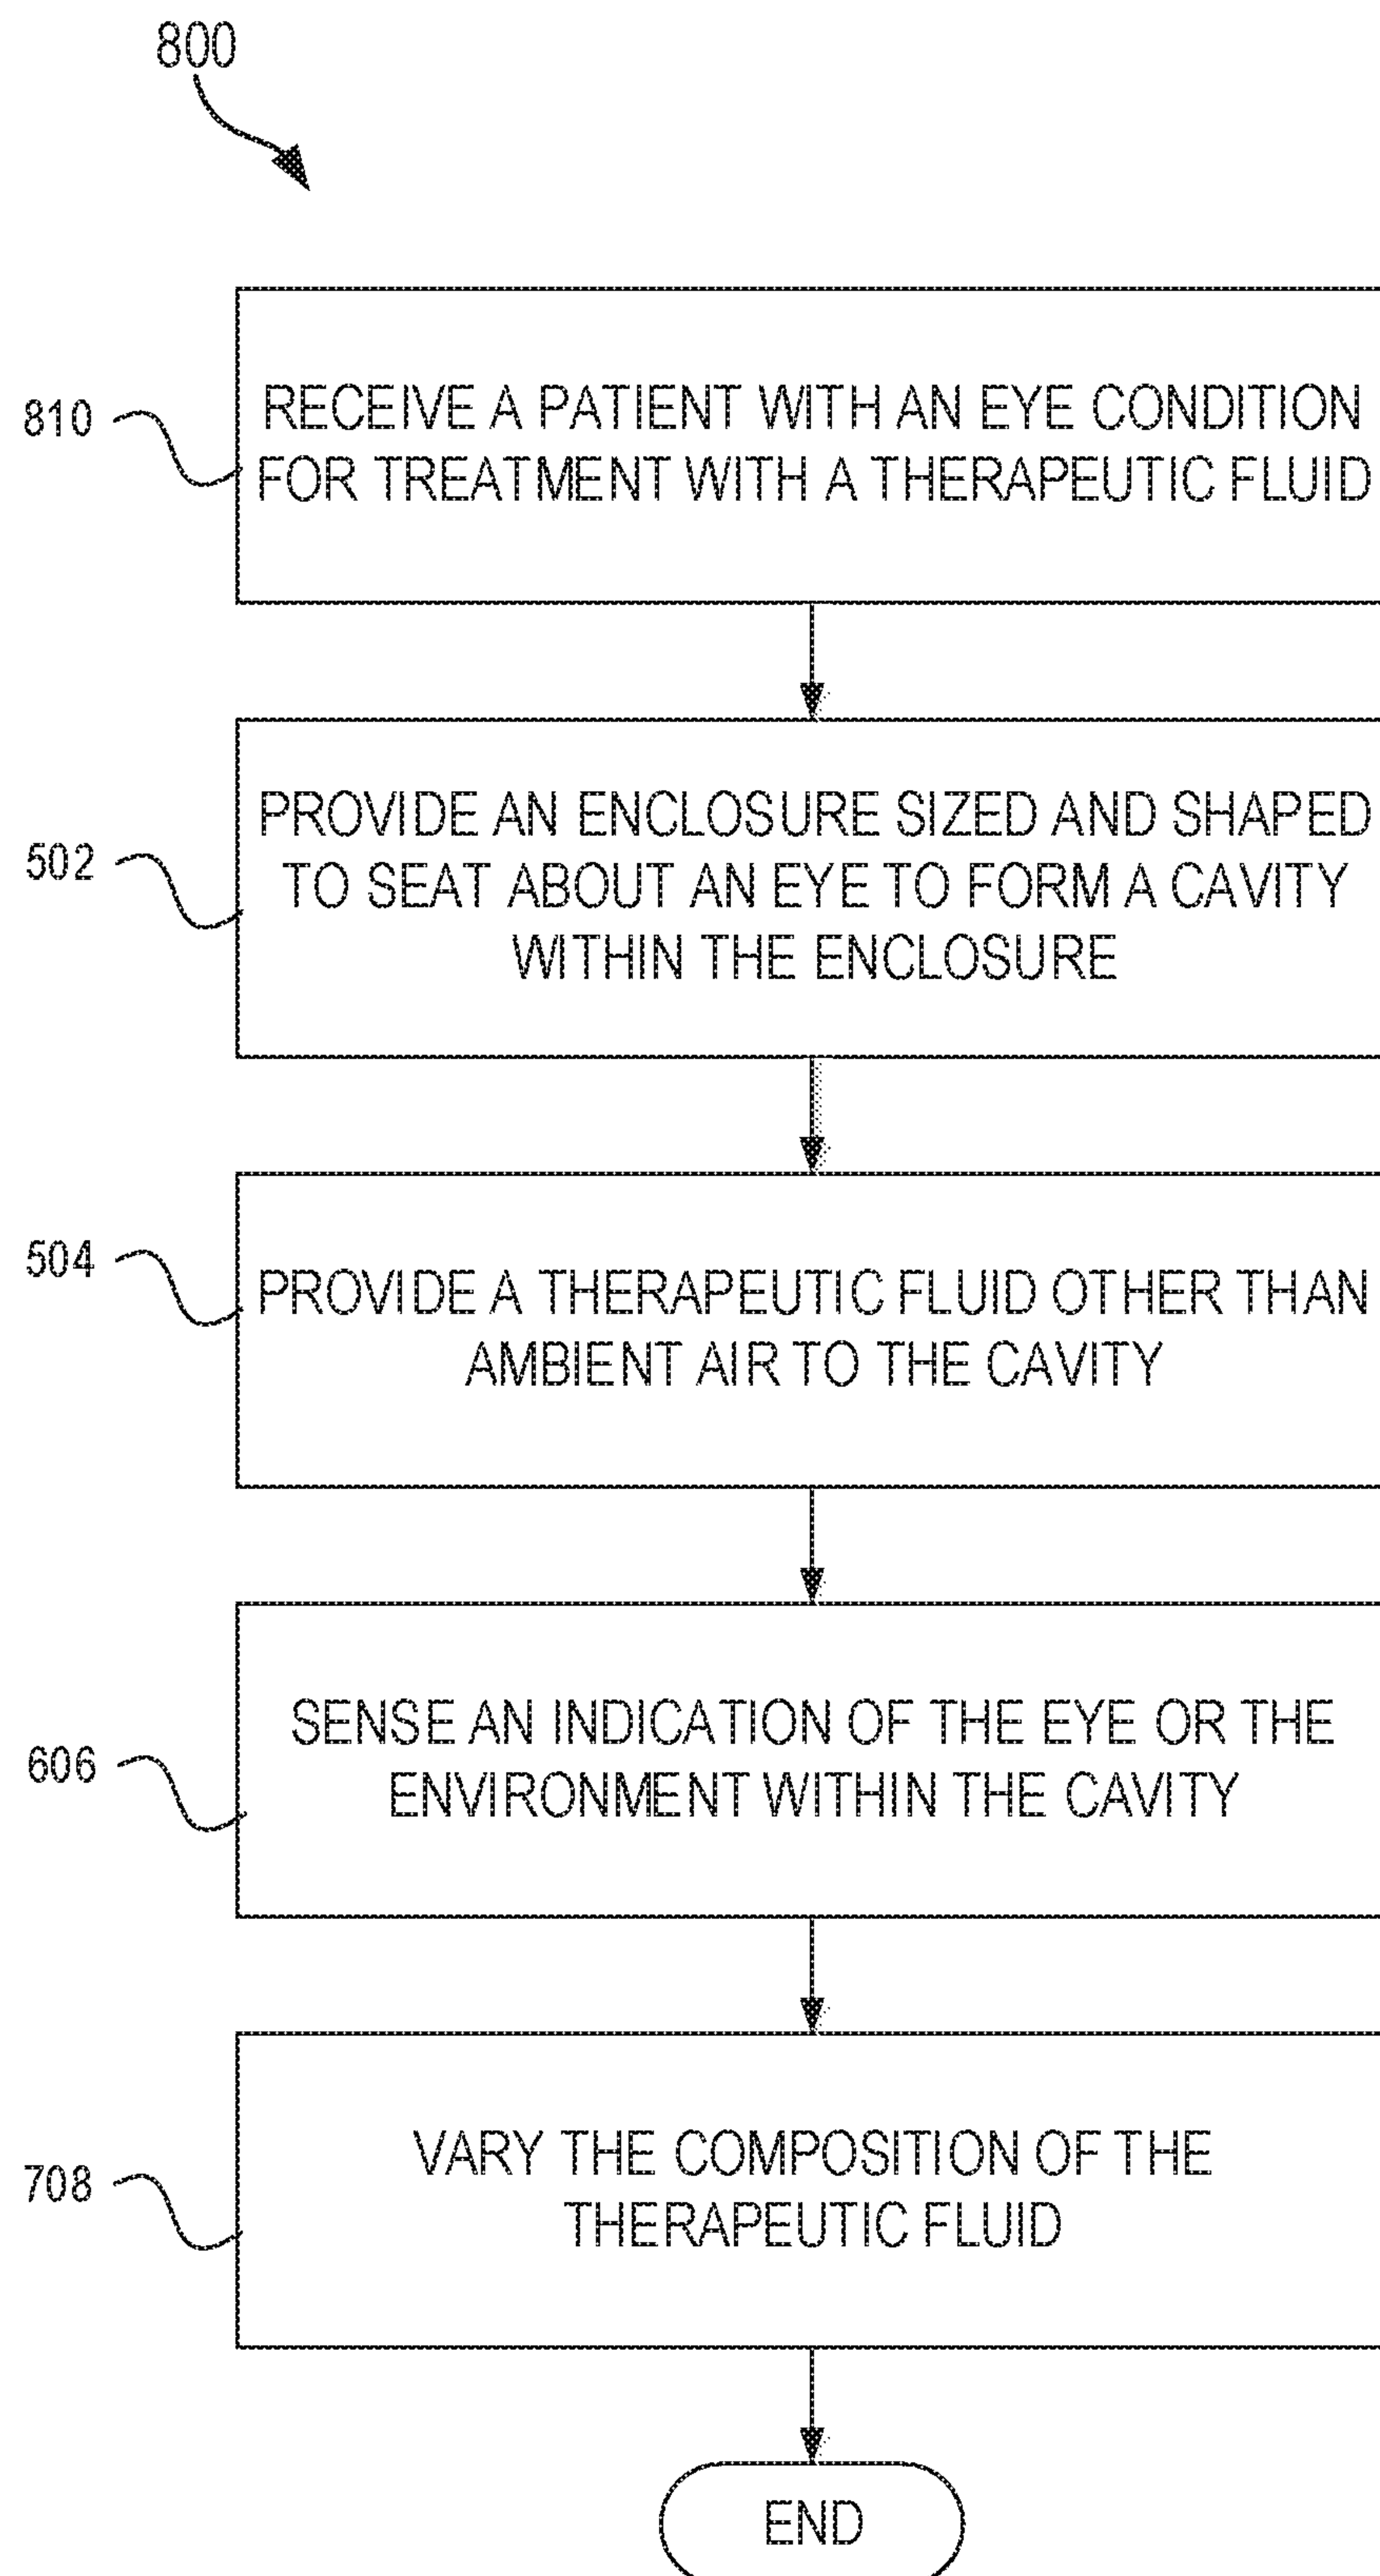 800
810
RECEIVE A PATIENT WITH AN EYE CONDITION
FOR TREATMENT WITH A THERAPEUTIC FLUID
502
PROVIDE AN ENCLOSURE SIZED AND SHAPED
TO SEAT ABOUT AN EYE TO FORM A CAVITY
WITHIN THE ENCLOSURE
504
PROVIDE A THERAPEUTIC FLUID OTHER THAN
AMBIENT AIR TO THE CAVITY
606
SENSE AN INDICATION OF THE EYE OR THE
ENVIRONMENT WITHIN THE CAVITY
708
VARY THE COMPOSITION OF THE
THERAPEUTIC FLUID
END